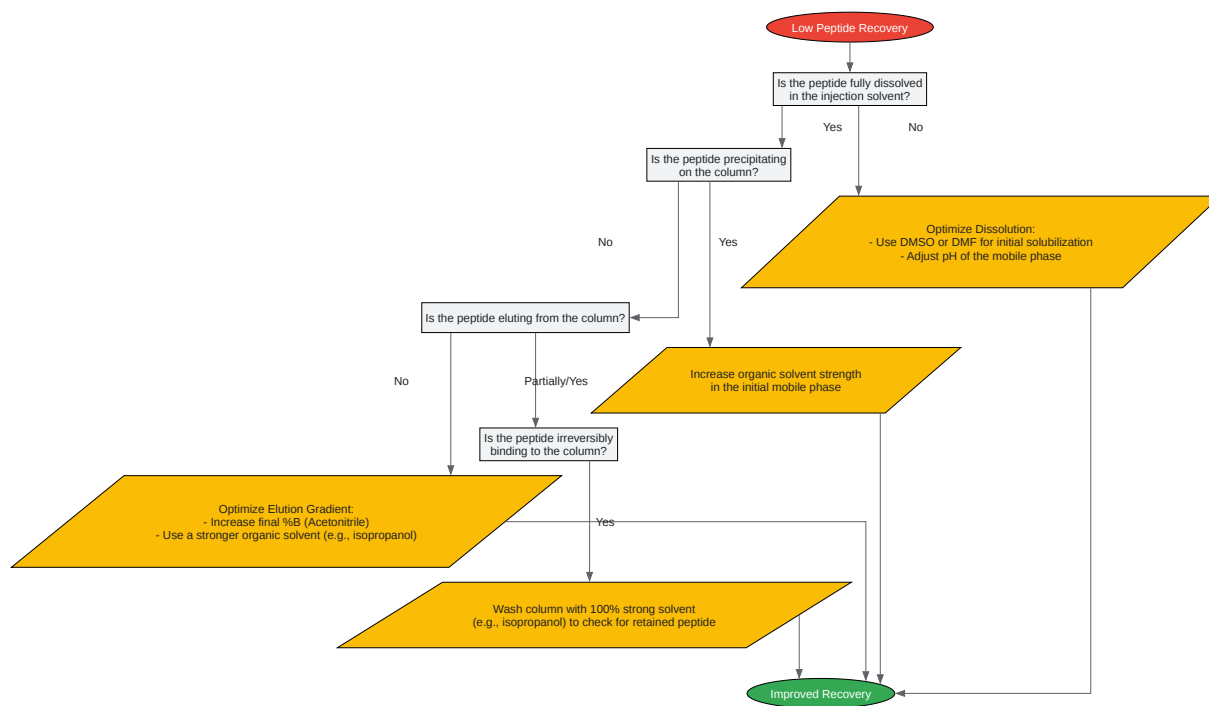 Low Peptide Recovery
Is the peptide fully dissolved
in the injection solvent?
Yes
No
Is the peptide precipitating
on the column?
No
Yes
Optimize Dissolution:
- Use DMSO or DMF for initial solubilization
- Adjust pH of the mobile phase
Is the peptide eluting from the column?
No
Partially/Yes
Increase organic solvent strength
in the initial mobile phase
Is the peptide irreversibly
binding to the column?
Optimize Elution Gradient:
- Increase final %B (Acetonitrile)
- Use a stronger organic solvent (e.g., isopropanol)
Yes
Wash column with 100% strong solvent
(e.g., isopropanol) to check for retained peptide
Improved Recovery